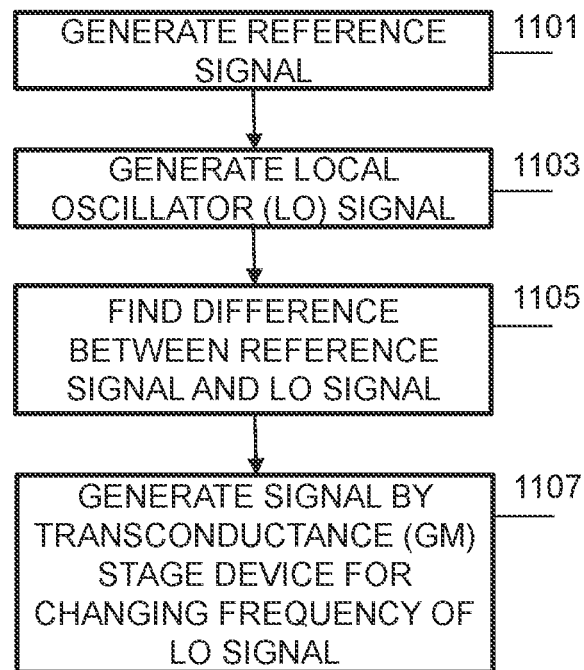 GENERATE REFERENCE
SIGNAL
1101
GENERATE LOCAL
OSCILLATOR (LO) SIGNAL
1103
FIND DIFFERENCE
BETWEEN REFERENCE
SIGNAL AND LO SIGNAL
1105
GENERATE SIGNAL BY
TRANSCONDUCTANCE (GM)
STAGE DEVICE FOR
CHANGING FREQUENCY OF
LO SIGNAL
1107